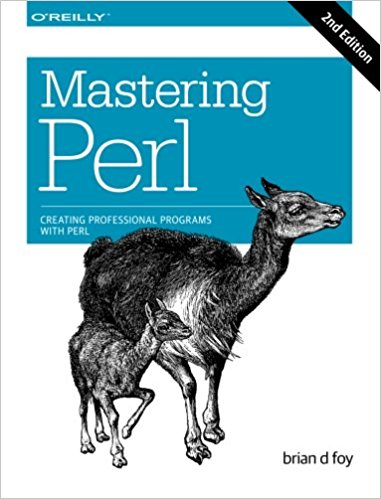 O'REILLY®
2nd Edition
Mastering
Perl
CREATING PROFESSIONAL PROGRAMS
WITH PERL
brian d foy